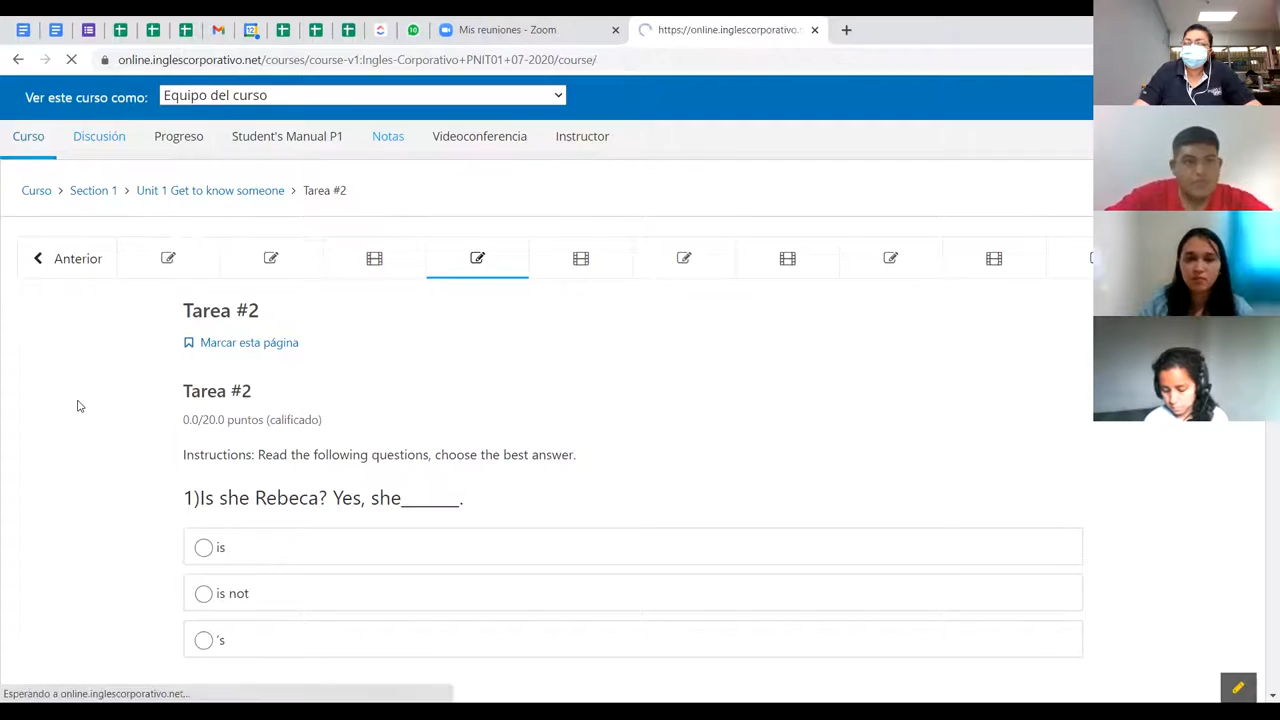 Mis reuniones - Zoom
https://online.inglescorporativo.n
online.inglescorporativo.net/courses/course-v1:Ingles-Corporativo+PNIT01+07-202
course/
Ver este curso como:
Equipo del curso
Curso
Discusión
Progreso
Student's Manual P1
Notas
Videoconferencia
Instructor
Curso > Section 1 > Unit 1 Get to know someone > Tarea #2
Anterior
Tarea #2
Marcar esta página
Tarea #2
0.0/20.0 puntos (calificado)
Instructions: Read the following questions, choose the best answer.
1)Is she Rebeca? Yes, she_______.
is
is not
's
Esperando a online.inglescorporativo.net...